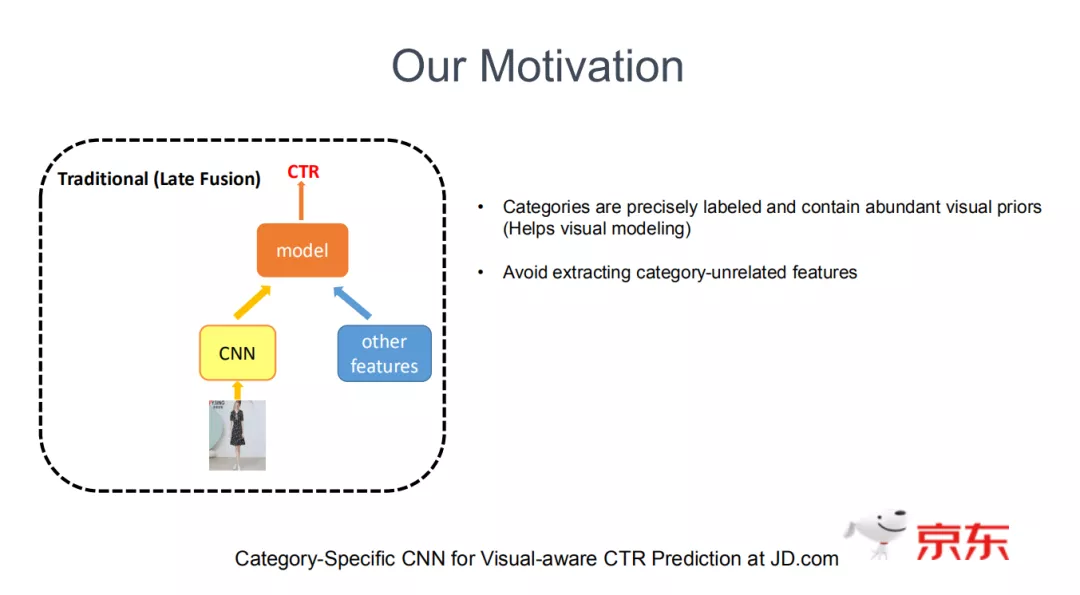 Our Motivation
Traditional (Late Fusion)
CTR
model
CNN
other
features
• Categories are precisely labeled and contain abundant visual priors
(Helps visual modeling)
• Avoid extracting category-unrelated features
Category-Specific CNN for Visual-aware CTR Prediction at JD.com
京东